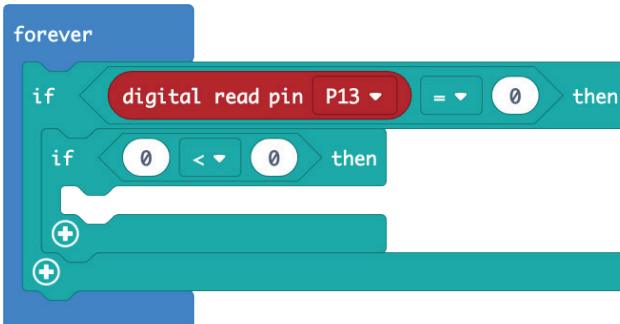 forever
if digital read pin P13 = 0 then
if 0 < 0 then